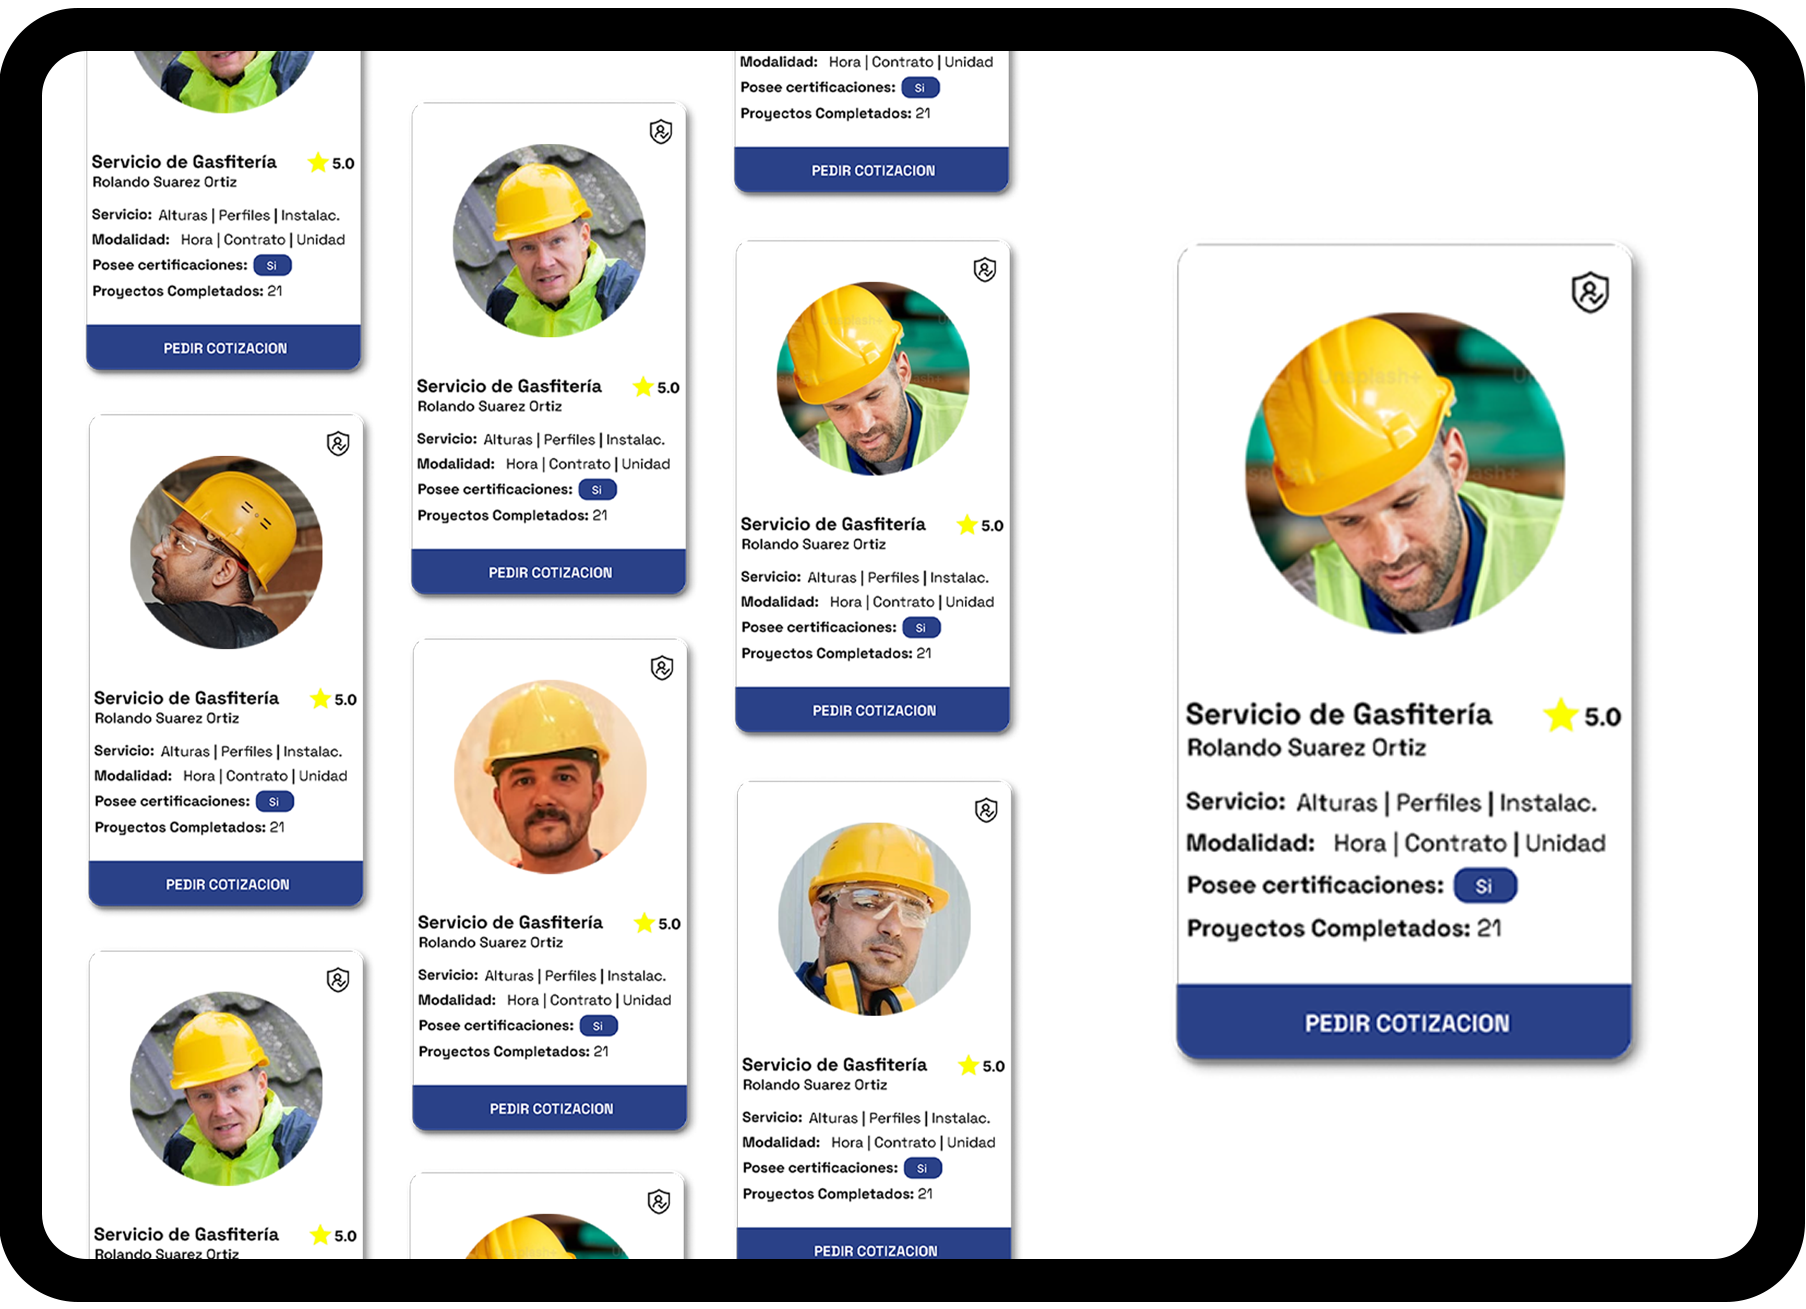 Servicio de Gasfitería 5.0
Rolando Suarez Ortiz
Servicio: Alturas | Perfiles | Instalac.
Modalidad: Hora | Contrato | Unidad
Posee certificaciones: Si
Proyectos Completados: 21
PEDIR COTIZACION
Servicio de Gasfitería 5.0
Rolando Suarez Ortiz
Servicio: Alturas | Perfiles | Instalac.
Modalidad: Hora | Contrato | Unidad
Posee certificaciones: Si
Proyectos Completados: 21
PEDIR COTIZACION
Servicio de Gasfitería 5.0
Rolando Suarez Ortiz
Servicio de Gasfitería 5.0
Rolando Suarez Ortiz
Servicio: Alturas | Perfiles | Instalac.
Modalidad: Hora | Contrato | Unidad
Posee certificaciones: Si
Proyectos Completados: 21
PEDIR COTIZACION
Servicio de Gasfitería 5.0
Rolando Suarez Ortiz
Servicio: Alturas | Perfiles | Instalac.
Modalidad: Hora | Contrato | Unidad
Posee certificaciones: Si
Proyectos Completados: 21
PEDIR COTIZACION
Modalidad: Hora | Contrato | Unidad
Posee certificaciones: Si
Proyectos Completados: 21
PEDIR COTIZACION
Servicio de Gasfitería 5.0
Rolando Suarez Ortiz
Servicio: Alturas | Perfiles | Instalac.
Modalidad: Hora | Contrato | Unidad
Posee certificaciones: Si
Proyectos Completados: 21
PEDIR COTIZACION
Servicio de Gasfitería 5.0
Rolando Suarez Ortiz
Servicio: Alturas | Perfiles | Instalac.
Modalidad: Hora | Contrato | Unidad
Posee certificaciones: Si
Proyectos Completados: 21
PEDIR COTIZACION
Servicio de Gasfitería 5.0
Rolando Suarez Ortiz
Servicio: Alturas | Perfiles | Instalac.
Modalidad: Hora | Contrato | Unidad
Posee certificaciones: Si
Proyectos Completados: 21
PEDIR COTIZACION